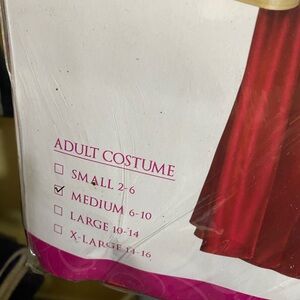 ADULT COSTUME
☐ SMALL 2-6
☑ MEDIUM 6-10
☐ LARGE 10-14
☐ X-LARGE 14-16